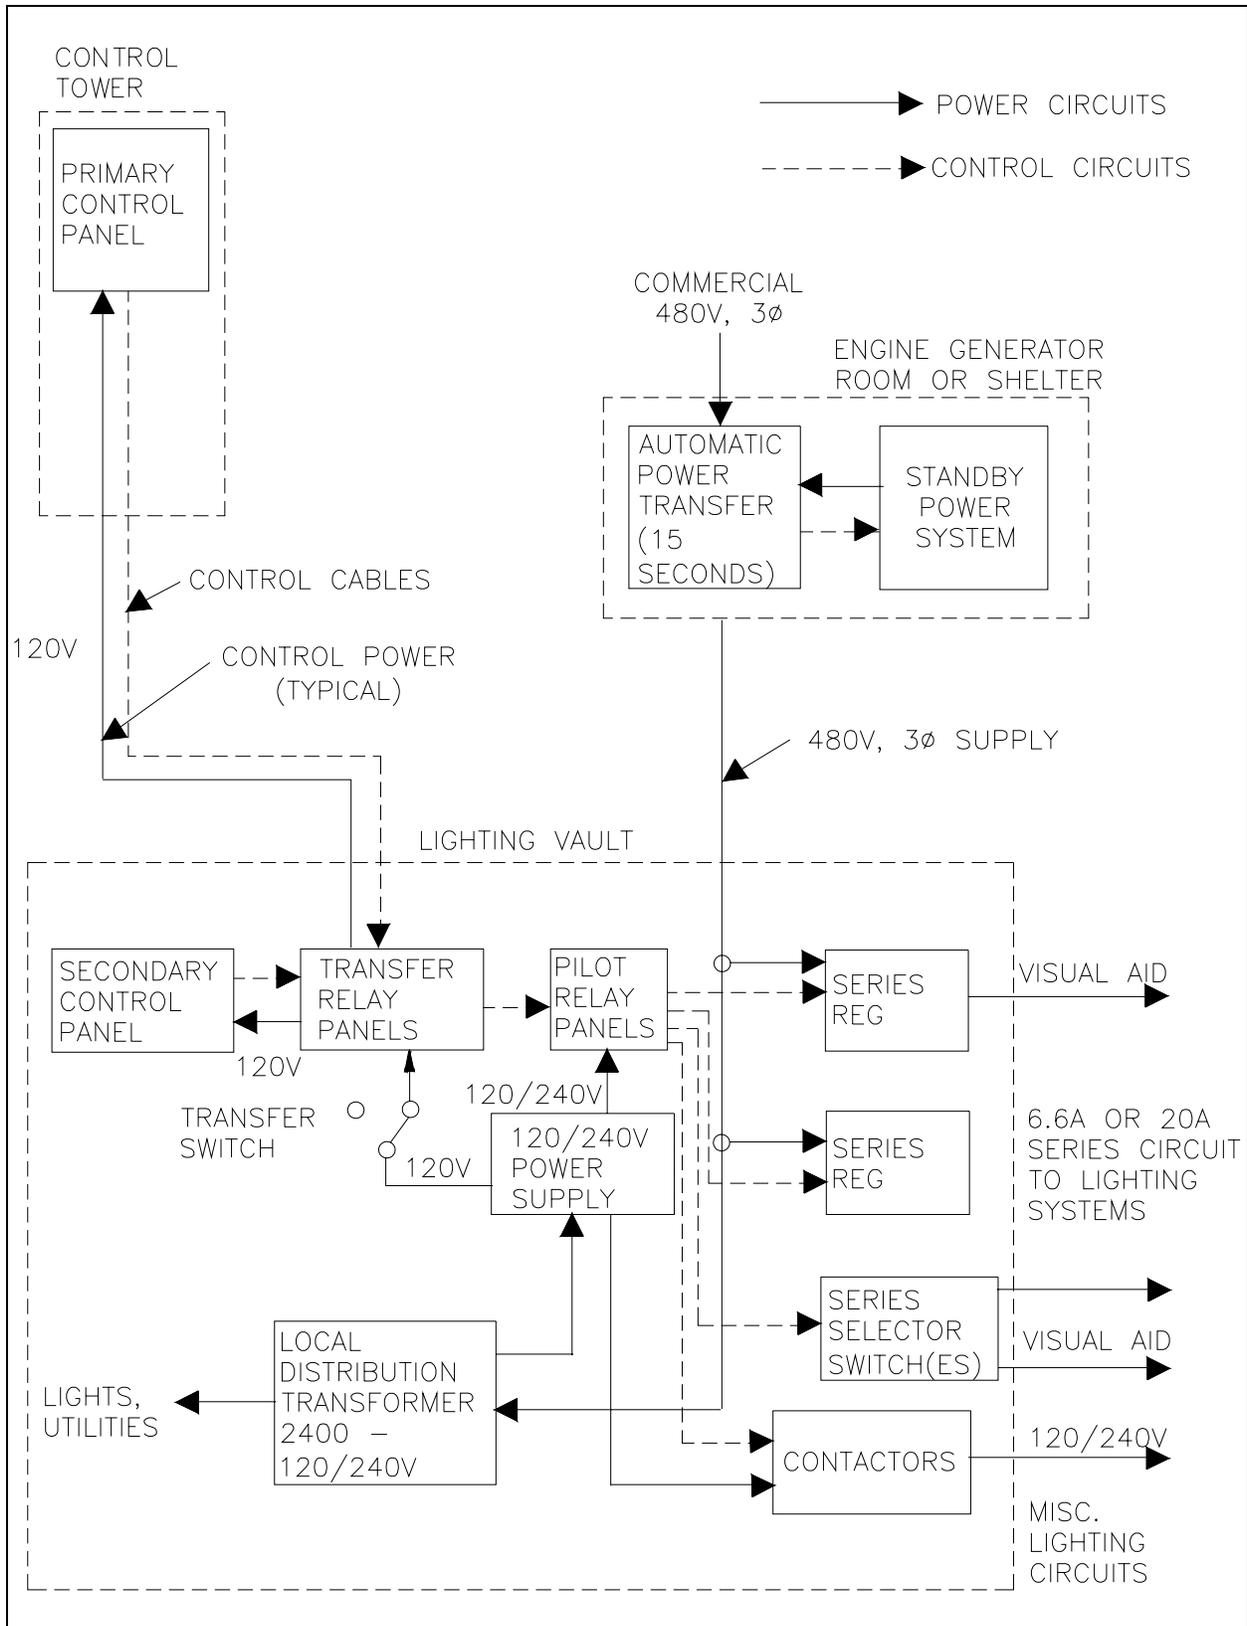 CONTROL
TOWER
PRIMARY
CONTROL
PANEL
POWER CIRCUITS
CONTROL CIRCUITS
COMMERCIAL
480V, 3ø
ENGINE GENERATOR
ROOM OR SHELTER
AUTOMATIC
POWER
TRANSFER
(15
SECONDS)
STANDBY
POWER
SYSTEM
CONTROL CABLES
120V
CONTROL POWER
(TYPICAL)
480V, 3ø SUPPLY
LIGHTING VAULT
SECONDARY
CONTROL
PANEL
TRANSFER
RELAY
PANELS
PILOT
RELAY
PANELS
SERIES
REG
VISUAL AID
120V
120/240V
TRANSFER
SWITCH
120V
120/240V
POWER
SUPPLY
SERIES
REG
6.6A OR 20A
SERIES CIRCUIT
TO LIGHTING
SYSTEMS
SERIES
SELECTOR
SWITCH(ES)
VISUAL AID
LOCAL
DISTRIBUTION
TRANSFORMER
2400 –
120/240V
LIGHTS,
UTILITIES
CONTACTORS
120/240V
MISC.
LIGHTING
CIRCUITS